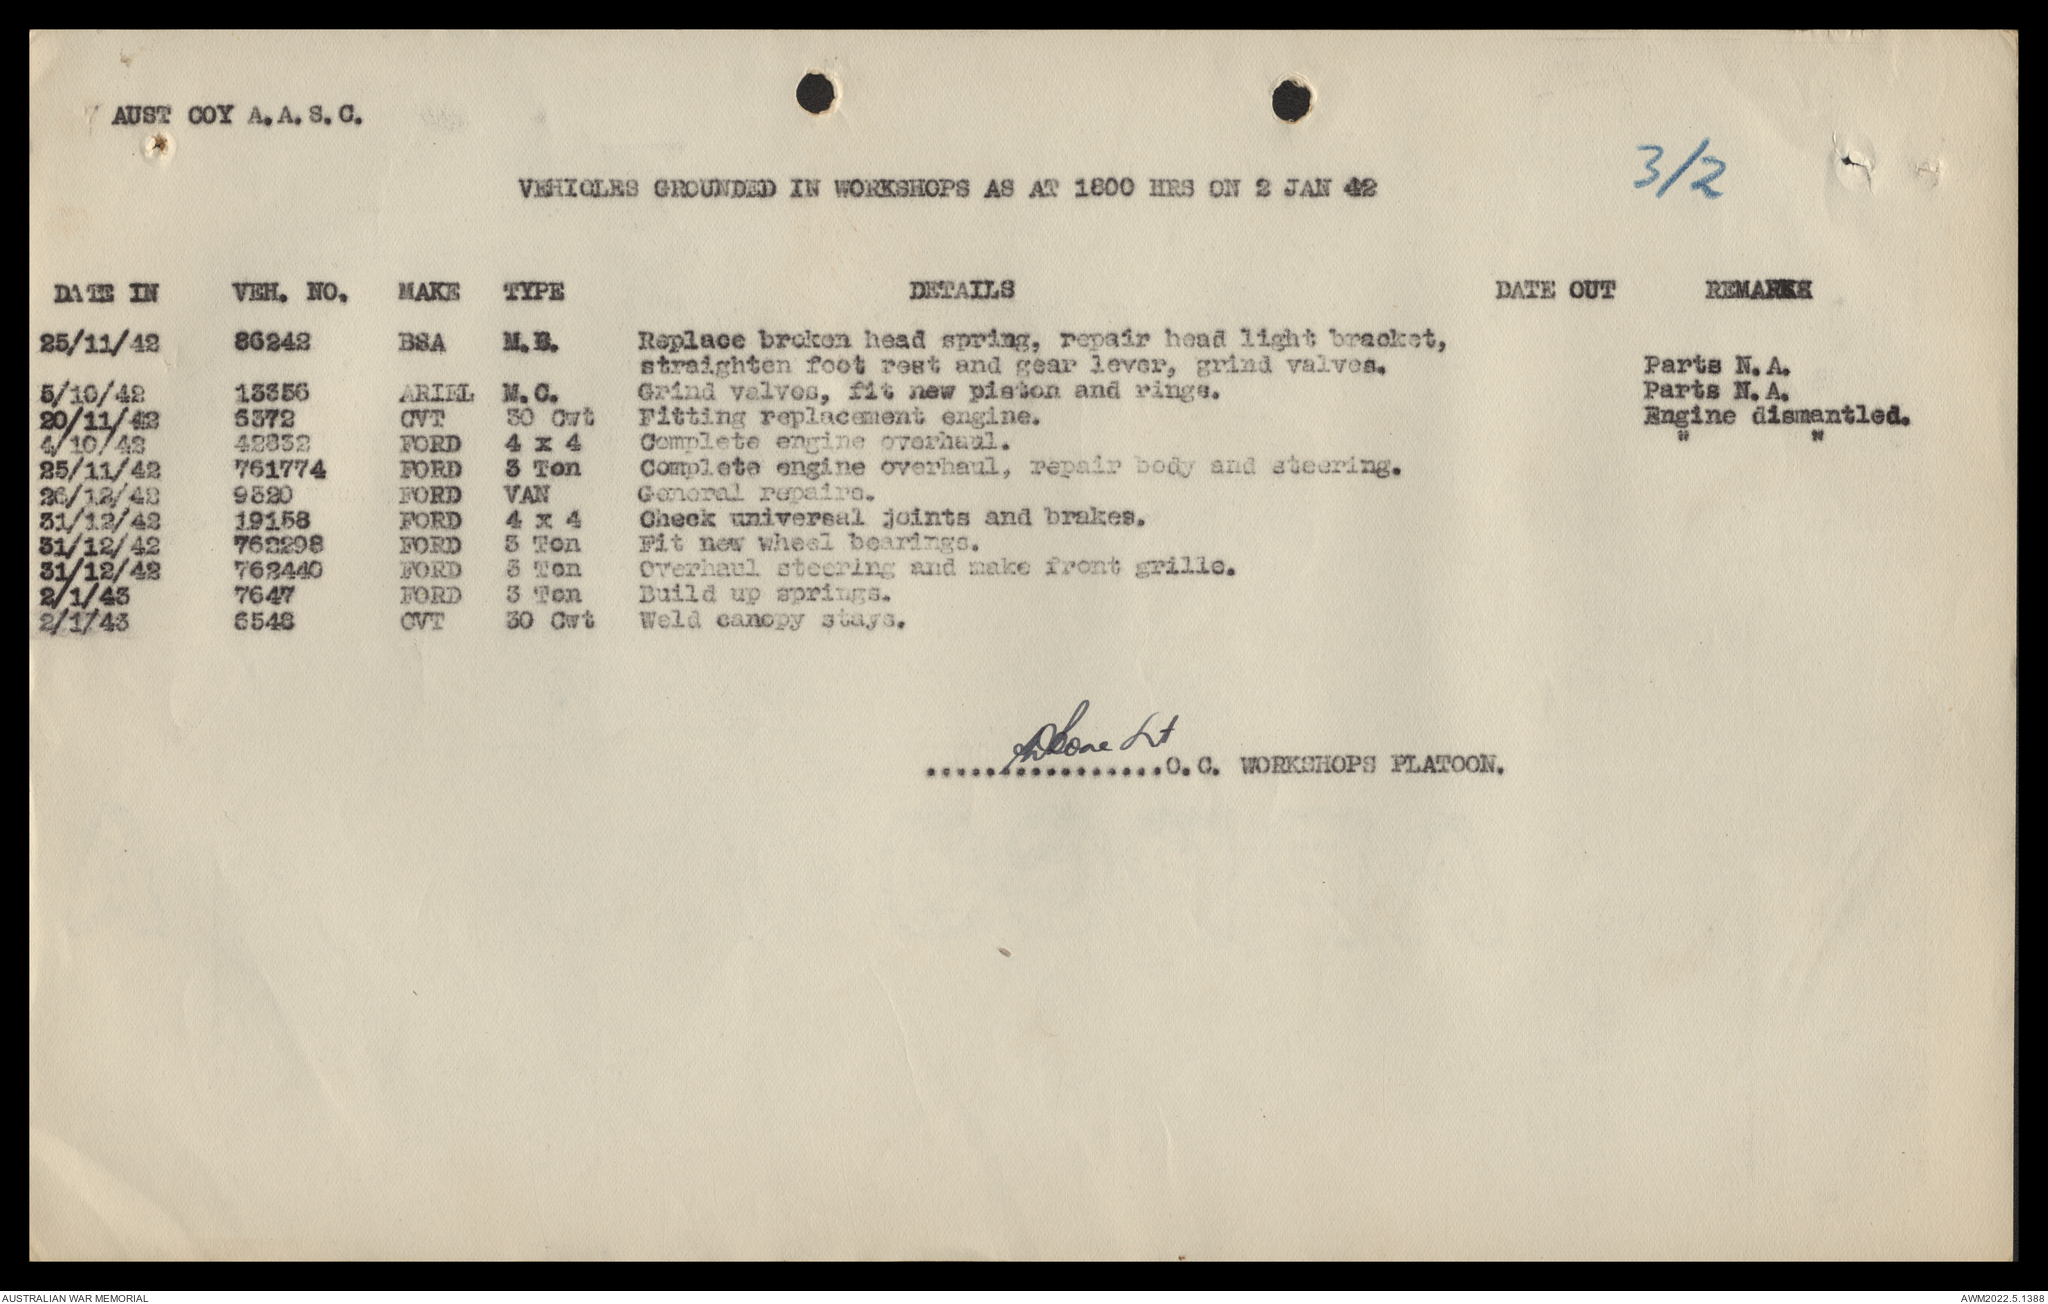 7 AUST COY A.A.S.C.
3/2
VEHICLES GROUNDED IN WORKSHOPS AS AT 1800 HRS ON 2 JAN 42
DATE IN VEH. NO. MAKE TYPE DETAILS DATE OUT REMARKS
25/11/42 86242 BSA M.B. Replace broken head spring, repair head light bracket,
straighten foot rest and gear lever, grind valves. Parts N.A.
5/10/42 13356 ARIEL M.C. Grind valves, fit new piston and rings. Parts N.A.
20/11/42 6372 CVT 30 Cwt Fitting replacement engine. Engine dismantled.
4/10/42 42832 FORD 4 x 4 Complete engine overhaul. " "
25/11/42 761774 FORD 3 Ton Complete engine overhaul, repair body and steering.
26/12/42 9320 FORD VAN General repairs.
31/12/42 19158 FORD 4 x 4 Check universal joints and brakes.
31/12/42 762298 FORD 3 Ton Fit new wheel bearings.
31/12/42 762440 FORD 3 Ton Overhaul steering and make front grille.
2/1/43 7647 FORD 3 Ton Build up springs.
2/1/43 6548 CVT 30 Cwt Weld canopy stays.
Lt
................O.C. WORKSHOPS PLATOON.
AUSTRALIAN WAR MEMORIAL
AWM2022.5.1388